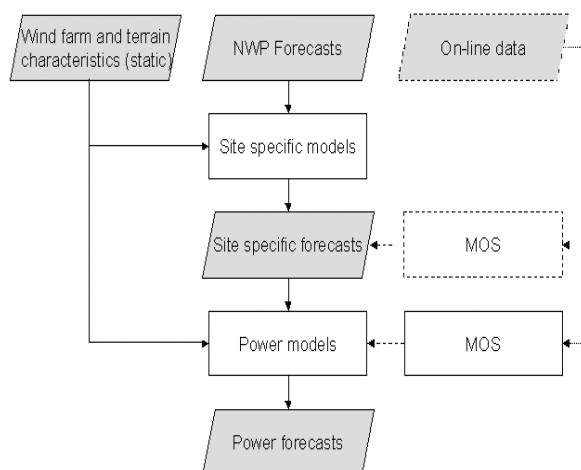 Wind farm and terrain
characteristics (static)
NWP Forecasts
On-line data
Site specific models
Site specific forecasts
MOS
Power models
MOS
Power forecasts